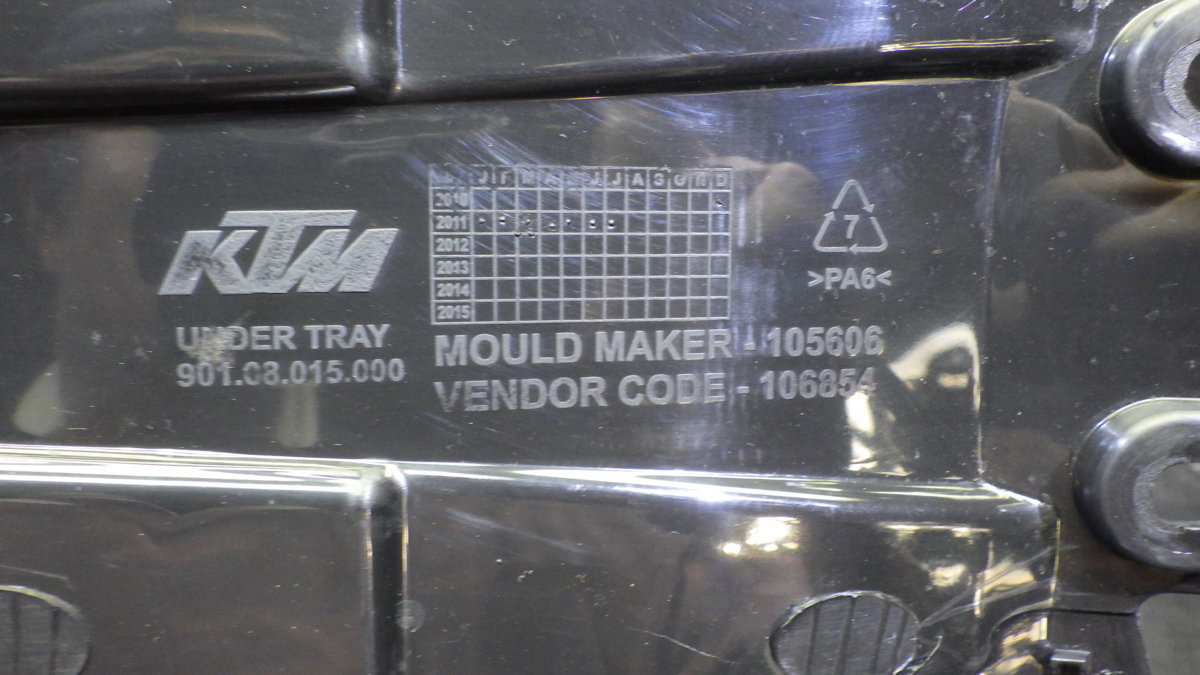 KTM
UNDER TRAY
901.08.015.000
J F M A M J J A S O N D
2010
2011
2012
2013
2014
2015
MOULD MAKER - 105606
VENDOR CODE - 106854
7
>PA6<